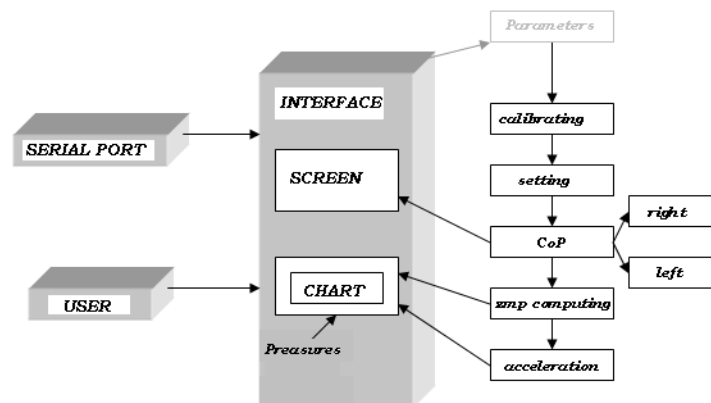 Parameters
INTERFACE
calibrating
SERIAL PORT
SCREEN
setting
right
CoP
left
CHART
USER
zmp computing
Preasures
acceleration